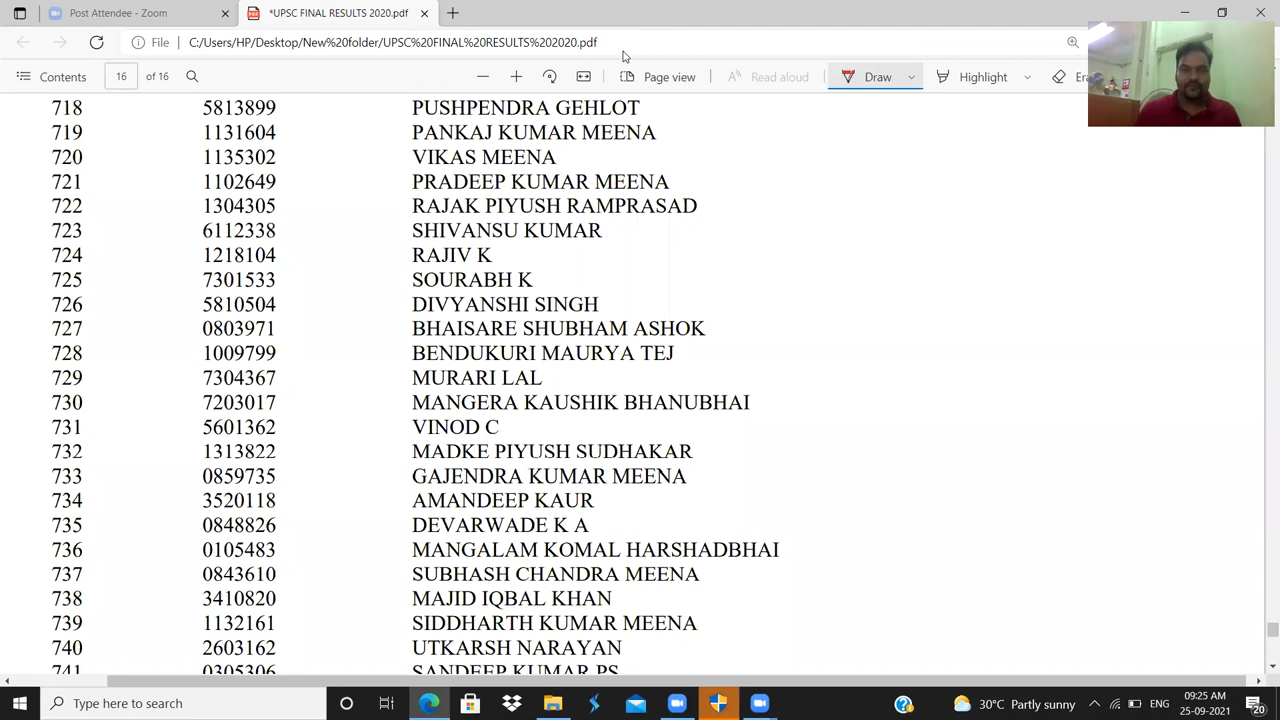 Post Attendee - Zoom
*UPSC FINAL RESULTS 2020.pdf
File C:/Users/HP/Desktop/New%20folder/UPSC%20FINAL%20RESULTS%202020.pdf
Contents 16 of 16 Page view Read aloud Draw Highlight Era
718 5813899 PUSHPENDRA GEHLOT
719 1131604 PANKAJ KUMAR MEENA
720 1135302 VIKAS MEENA
721 1102649 PRADEEP KUMAR MEENA
722 1304305 RAJAK PIYUSH RAMPRASAD
723 6112338 SHIVANSU KUMAR
724 1218104 RAJIV K
725 7301533 SOURABH K
726 5810504 DIVYANSHI SINGH
727 0803971 BHAISARE SHUBHAM ASHOK
728 1009799 BENDUKURI MAURYA TEJ
729 7304367 MURARI LAL
730 7203017 MANGERA KAUSHIK BHANUBHAI
731 5601362 VINOD C
732 1313822 MADKE PIYUSH SUDHAKAR
733 0859735 GAJENDRA KUMAR MEENA
734 3520118 AMANDEEP KAUR
735 0848826 DEVARWADE K A
736 0105483 MANGALAM KOMAL HARSHADBHAI
737 0843610 SUBHASH CHANDRA MEENA
738 3410820 MAJID IQBAL KHAN
739 1132161 SIDDHARTH KUMAR MEENA
740 2603162 UTKARSH NARAYAN
741 0305306 SANDEEP KUMAR PS
Type here to search
30°C Partly sunny
ENG
09:25 AM
25-09-2021
20